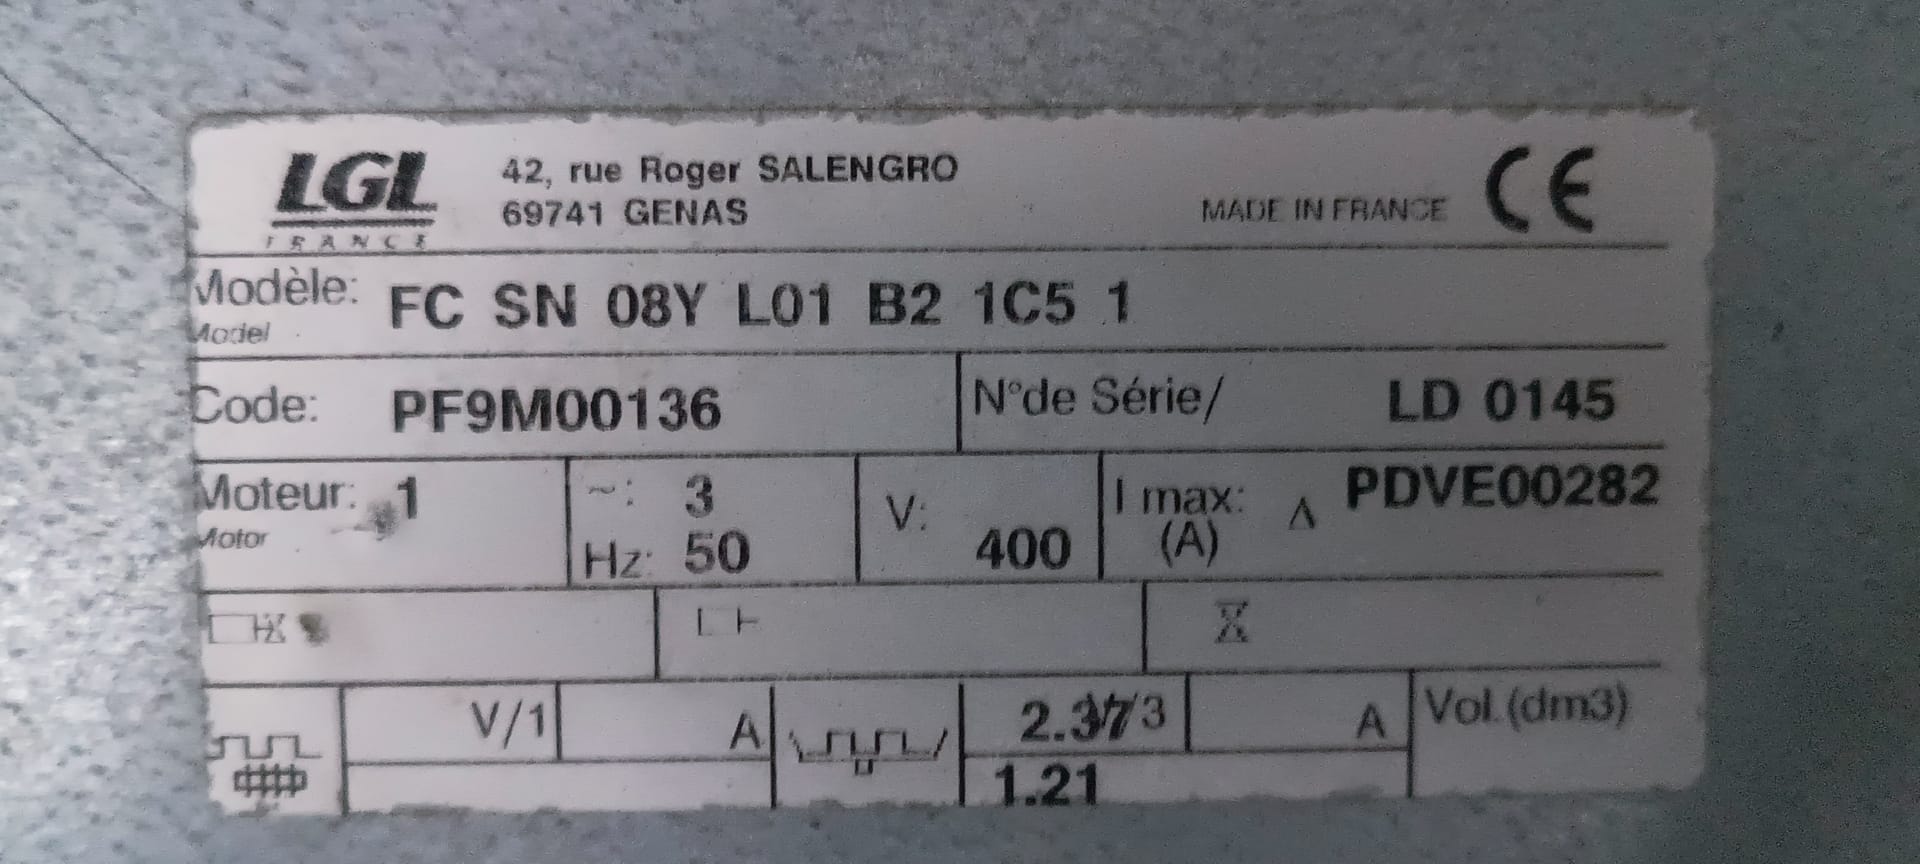 LGL
FRANCE
42, rue Roger SALENGRO
69741 GENAS
MADE IN FRANCE CE
Modèle: FC SN 08Y L01 B2 1C5 1
Model
Code: PF9M00136
N°de Série/ LD 0145
Moteur: 1
Motor
~: 3
Hz: 50
V: 400
I max: Δ PDVE00282
(A)
V/1
A
2.37
/3
A
Vol.(dm3)
1.21